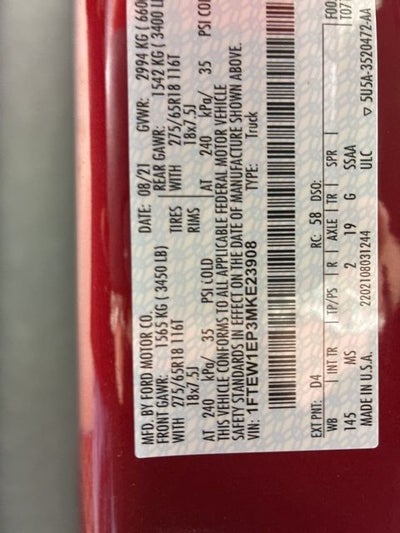 MFD. BY FORD MOTOR CO.
DATE: 08/21 GVWR: 2994 KG (660
FRONT GAWR: 1565 KG (3450 LB) REAR GAWR: 1542 KG (3400 L
WITH 275/65R18 116T TIRES WITH 275/65R18 116T
18x7.5J RIMS 18x7.5J
AT 240 kPa/ 35 PSI COLD AT 240 kPa/ 35 PSI COL
THIS VEHICLE CONFORMS TO ALL APPLICABLE FEDERAL MOTOR VEHICLE
SAFETY STANDARDS IN EFFECT ON THE DATE OF MANUFACTURE SHOWN ABOVE.
VIN: 1FTEW1EP3MKE23908 TYPE: Truck
EXT PNT: D4 RC: 58 DSO: F00
WB INT TR TP/PS R AXLE TR SPR T07
145 MS 2 19 G SSAA
MADE IN U.S.A. 2202108031244 ULC ▽ 5U5A-3520472-AA